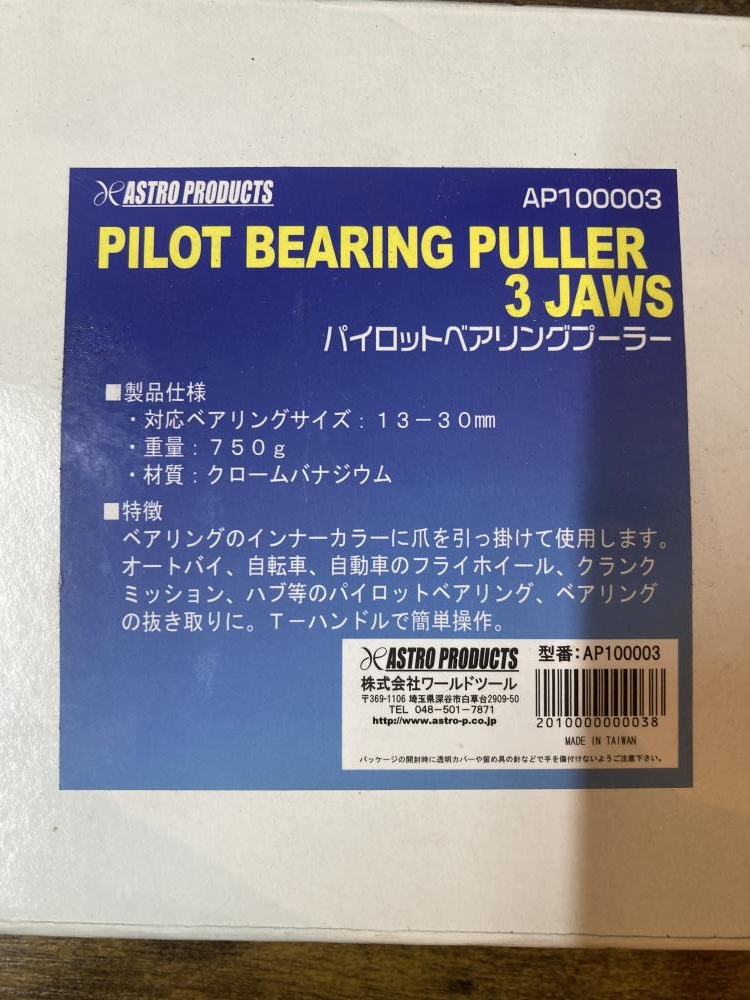 ASTRO PRODUCTS
AP100003
PILOT BEARING PULLER
3 JAWS
パイロットベアリングプーラー
■製品仕様
・対応ベアリングサイズ：１３－３０㎜
・重量：７５０ｇ
・材質：クロームバナジウム
■特徴
ベアリングのインナーカラーに爪を引っ掛けて使用します。
オートバイ、自転車、自動車のフライホイール、クランク
ミッション、ハブ等のパイロットベアリング、ベアリング
の抜き取りに。Ｔ－ハンドルで簡単操作。
ASTRO PRODUCTS
型番：AP100003
株式会社ワールドツール
〒369-1106 埼玉県深谷市白草台2909-50
TEL 048-501-7871
http://www.astro-p.co.jp
2010000000038
MADE IN TAIWAN
パッケージの開封時に透明カバーや留め具の針などで手を傷付けないようご注意下さい。